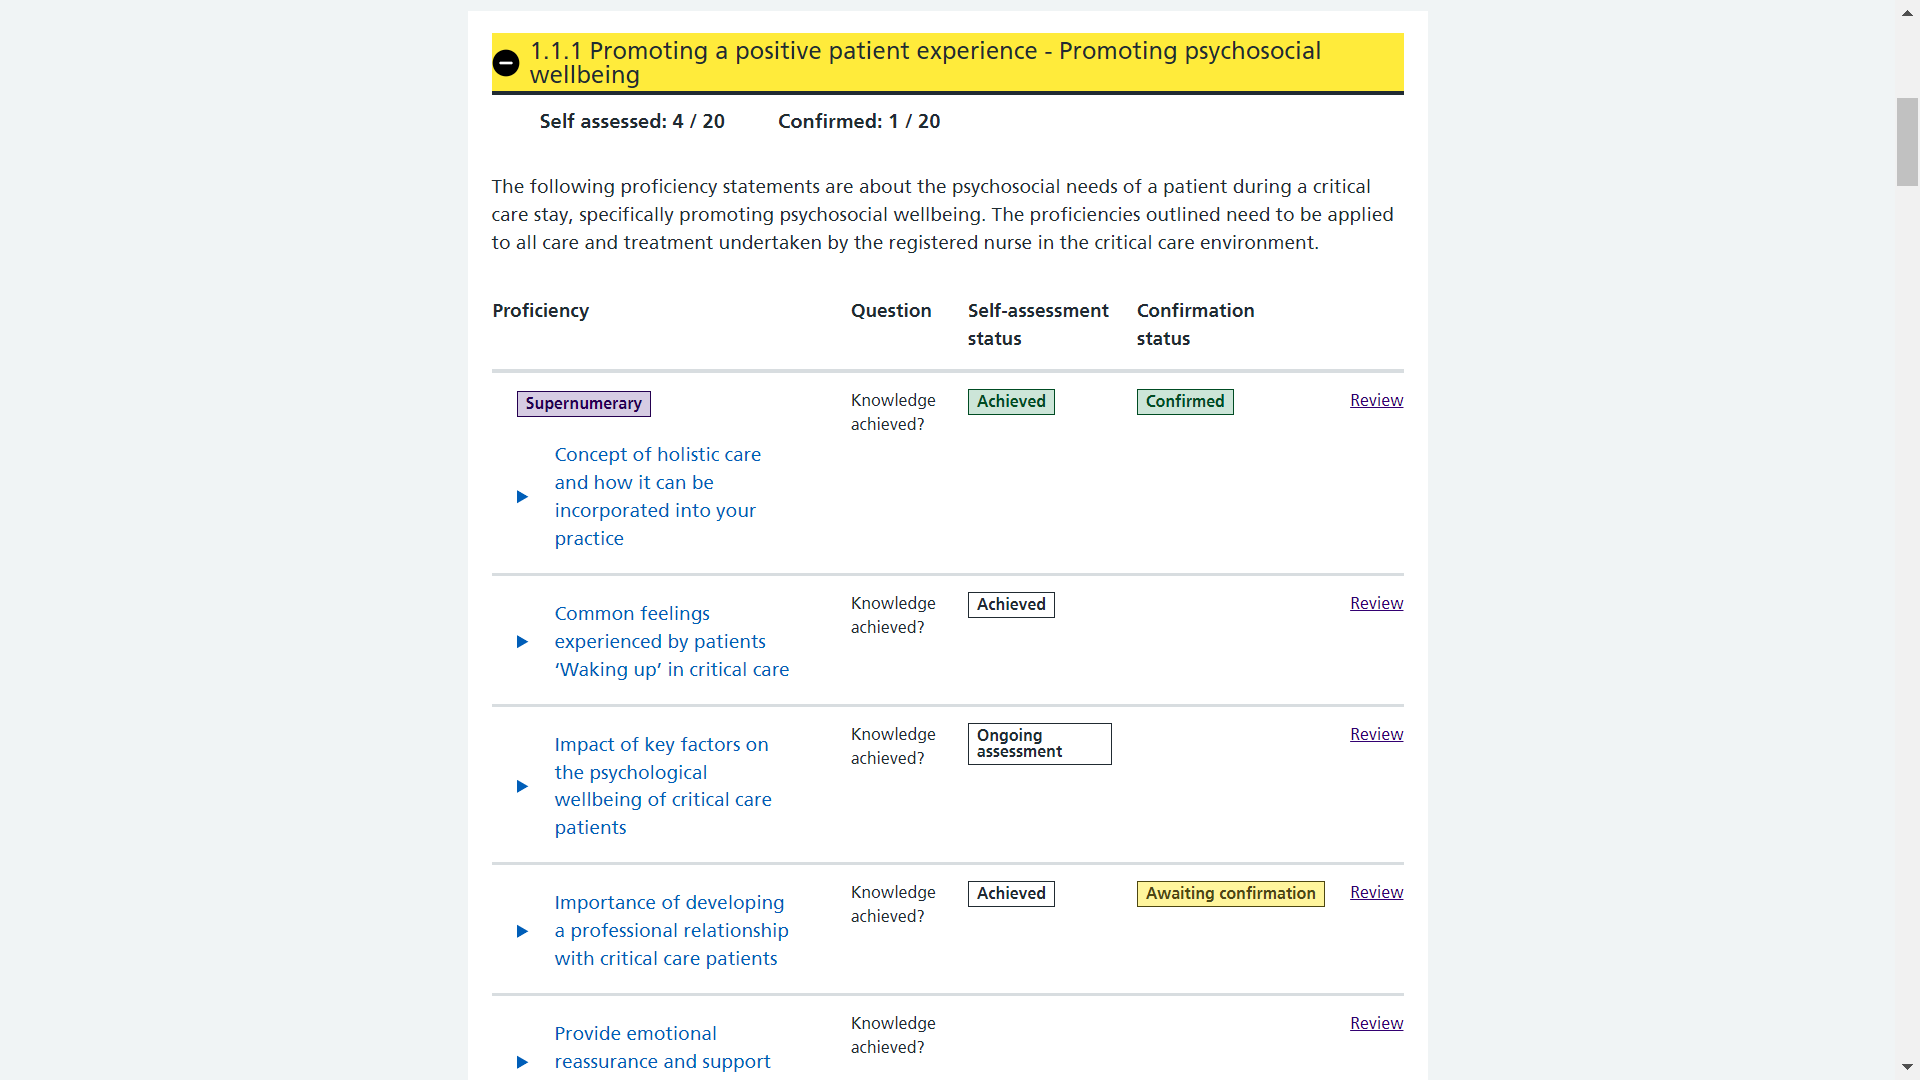 1.1.1 Promoting a positive patient experience - Promoting psychosocial
wellbeing
Self assessed: 4 / 20 Confirmed: 1 / 20
The following proficiency statements are about the psychosocial needs of a patient during a critical
care stay, specifically promoting psychosocial wellbeing. The proficiencies outlined need to be applied
to all care and treatment undertaken by the registered nurse in the critical care environment.
Proficiency Question Self-assessment Confirmation
status status
Supernumerary Knowledge Achieved Confirmed Review
achieved?
Concept of holistic care
and how it can be
incorporated into your
practice
Common feelings Knowledge Achieved Review
experienced by patients achieved?
‘Waking up’ in critical care
Impact of key factors on Knowledge Ongoing Review
the psychological achieved? assessment
wellbeing of critical care
patients
Importance of developing Knowledge Achieved Awaiting confirmation Review
a professional relationship achieved?
with critical care patients
Provide emotional Knowledge Review
reassurance and support achieved?